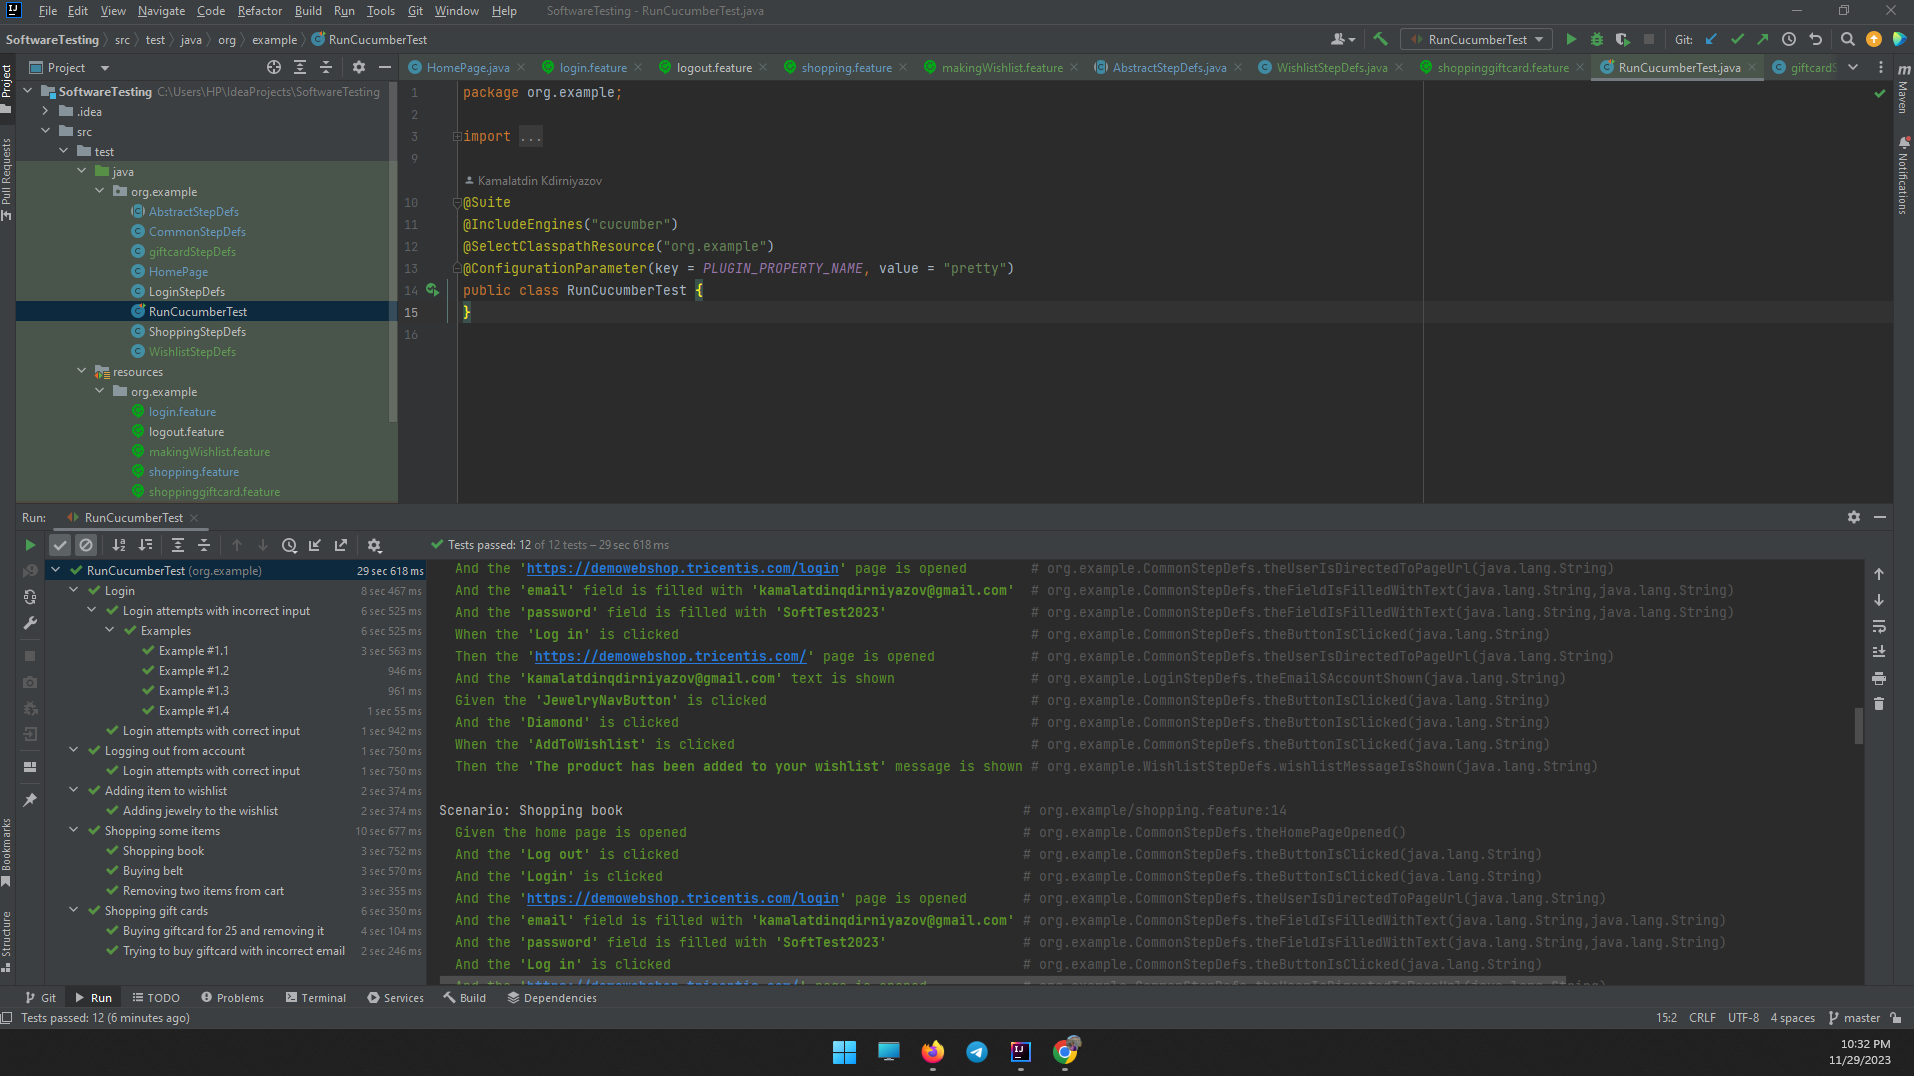 File Edit View Navigate Code Refactor Build Run Tools Git Window Help SoftwareTesting - RunCucumberTest.java
SoftwareTesting src test java org example RunCucumberTest
RunCucumberTest Git:
Project
HomePage.java login.feature logout.feature shopping.feature makingWishlist.feature AbstractStepDefs.java WishlistStepDefs.java shoppinggiftcard.feature RunCucumberTest.java giftcardS
Project
Pull Requests
Bookmarks
Structure
Maven
Notifications
SoftwareTesting C:\Users\HP\IdeaProjects\SoftwareTesting
.idea
src
test
java
org.example
AbstractStepDefs
CommonStepDefs
giftcardStepDefs
HomePage
LoginStepDefs
RunCucumberTest
ShoppingStepDefs
WishlistStepDefs
resources
org.example
login.feature
logout.feature
makingWishlist.feature
shopping.feature
shoppinggiftcard.feature
1 package org.example;
2
3 import ...
9
Kamalatdin Kdirniyazov
10 @Suite
11 @IncludeEngines("cucumber")
12 @SelectClasspathResource("org.example")
13 @ConfigurationParameter(key = PLUGIN_PROPERTY_NAME, value = "pretty")
14 public class RunCucumberTest {
15 }
16
Run: RunCucumberTest
Tests passed: 12 of 12 tests – 29 sec 618 ms
RunCucumberTest (org.example) 29 sec 618 ms
Login 8 sec 467 ms
Login attempts with incorrect input 6 sec 525 ms
Examples 6 sec 525 ms
Example #1.1 3 sec 563 ms
Example #1.2 946 ms
Example #1.3 961 ms
Example #1.4 1 sec 55 ms
Login attempts with correct input 1 sec 942 ms
Logging out from account 1 sec 750 ms
Login attempts with correct input 1 sec 750 ms
Adding item to wishlist 2 sec 374 ms
Adding jewelry to the wishlist 2 sec 374 ms
Shopping some items 10 sec 677 ms
Shopping book 3 sec 752 ms
Buying belt 3 sec 570 ms
Removing two items from cart 3 sec 355 ms
Shopping gift cards 6 sec 350 ms
Buying giftcard for 25 and removing it 4 sec 104 ms
Trying to buy giftcard with incorrect email 2 sec 246 ms
And the 'https://demowebshop.tricentis.com/login' page is opened # org.example.CommonStepDefs.theUserIsDirectedToPageUrl(java.lang.String)
And the 'email' field is filled with 'kamalatdinqdirniyazov@gmail.com' # org.example.CommonStepDefs.theFieldIsFilledWithText(java.lang.String,java.lang.String)
And the 'password' field is filled with 'SoftTest2023' # org.example.CommonStepDefs.theFieldIsFilledWithText(java.lang.String,java.lang.String)
When the 'Log in' is clicked # org.example.CommonStepDefs.theButtonIsClicked(java.lang.String)
Then the 'https://demowebshop.tricentis.com/' page is opened # org.example.CommonStepDefs.theUserIsDirectedToPageUrl(java.lang.String)
And the 'kamalatdinqdirniyazov@gmail.com' text is shown # org.example.LoginStepDefs.theEmailSAccountShown(java.lang.String)
Given the 'JewelryNavButton' is clicked # org.example.CommonStepDefs.theButtonIsClicked(java.lang.String)
And the 'Diamond' is clicked # org.example.CommonStepDefs.theButtonIsClicked(java.lang.String)
When the 'AddToWishlist' is clicked # org.example.CommonStepDefs.theButtonIsClicked(java.lang.String)
Then the 'The product has been added to your wishlist' message is shown # org.example.WishlistStepDefs.wishlistMessageIsShown(java.lang.String)
Scenario: Shopping book # org.example/shopping.feature:14
Given the home page is opened # org.example.CommonStepDefs.theHomePageOpened()
And the 'Log out' is clicked # org.example.CommonStepDefs.theButtonIsClicked(java.lang.String)
And the 'Login' is clicked # org.example.CommonStepDefs.theButtonIsClicked(java.lang.String)
And the 'https://demowebshop.tricentis.com/login' page is opened # org.example.CommonStepDefs.theUserIsDirectedToPageUrl(java.lang.String)
And the 'email' field is filled with 'kamalatdinqdirniyazov@gmail.com' # org.example.CommonStepDefs.theFieldIsFilledWithText(java.lang.String,java.lang.String)
And the 'password' field is filled with 'SoftTest2023' # org.example.CommonStepDefs.theFieldIsFilledWithText(java.lang.String,java.lang.String)
And the 'Log in' is clicked # org.example.CommonStepDefs.theButtonIsClicked(java.lang.String)
Git Run TODO Problems Terminal Services Build Dependencies
Tests passed: 12 (6 minutes ago) 15:2 CRLF UTF-8 4 spaces master
10:32 PM
11/29/2023